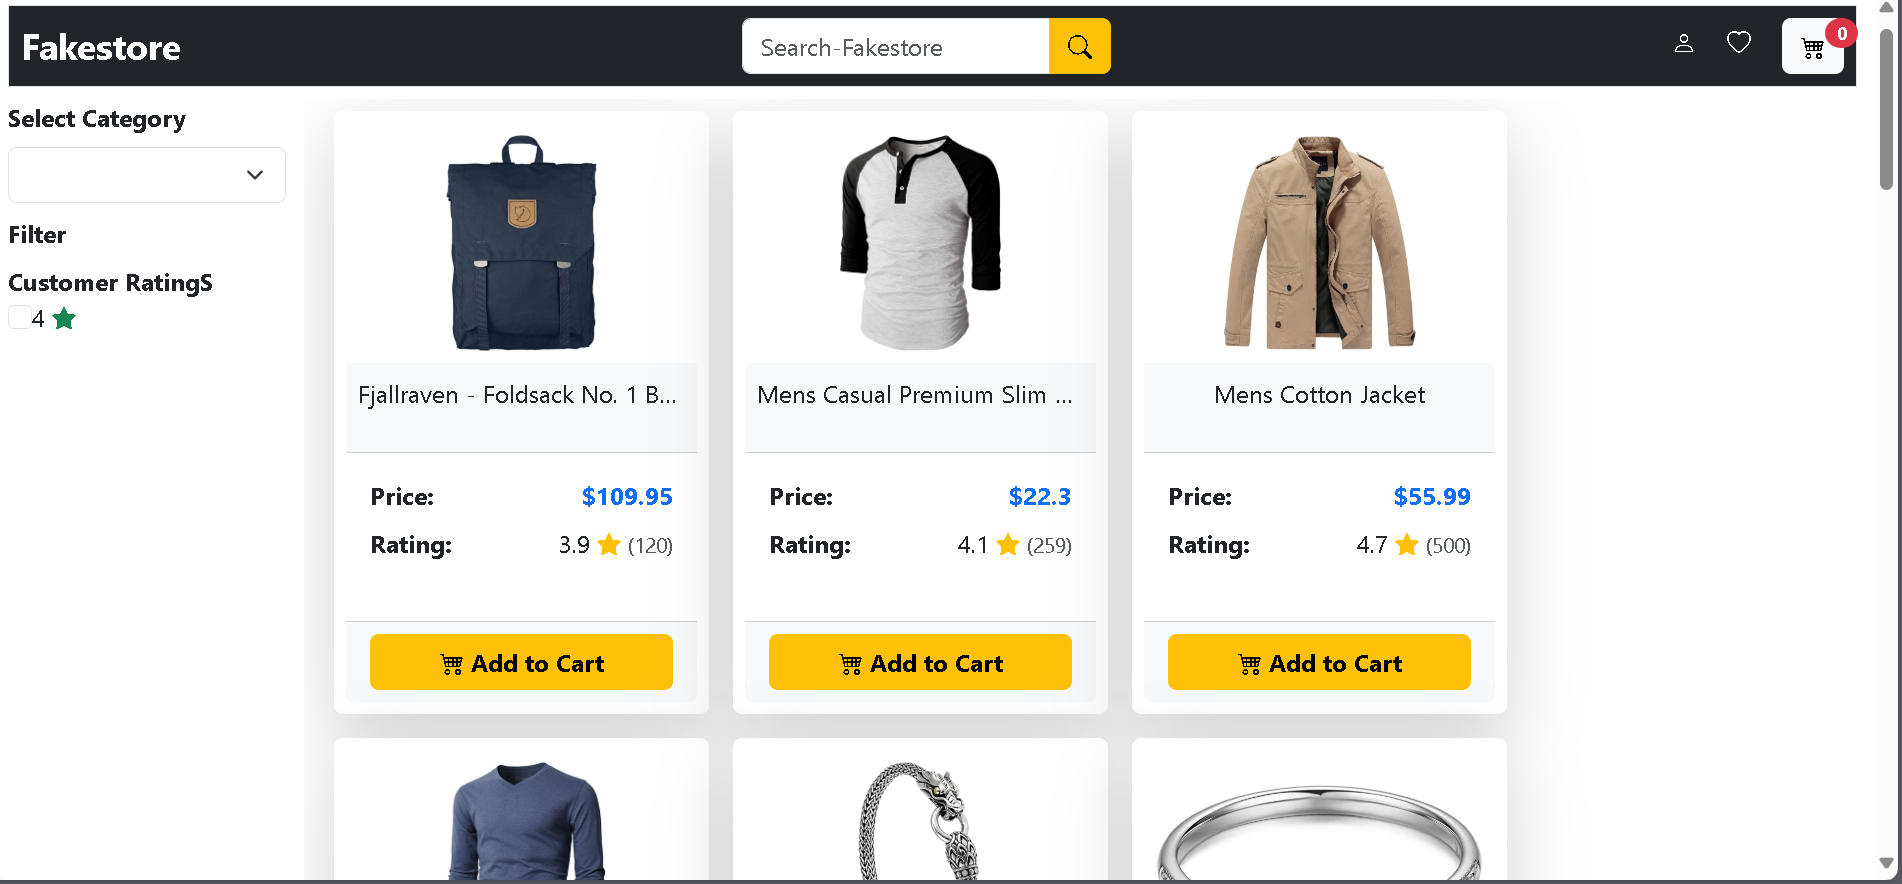 Fakestore
Search-Fakestore
0
Select Category
Filter
Customer RatingS
4
Fjallraven - Foldsack No. 1 B...
Price: $109.95
Rating: 3.9 (120)
Add to Cart
Mens Casual Premium Slim ...
Price: $22.3
Rating: 4.1 (259)
Add to Cart
Mens Cotton Jacket
Price: $55.99
Rating: 4.7 (500)
Add to Cart